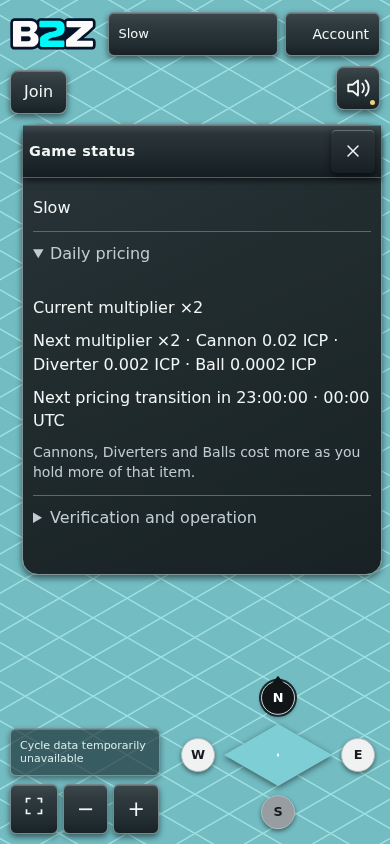 B2Z
Slow
Account
Join
Game status
Slow
Daily pricing
Current multiplier ×2
Next multiplier ×2 · Cannon 0.02 ICP ·
Diverter 0.002 ICP · Ball 0.0002 ICP
Next pricing transition in 23:00:00 · 00:00
UTC
Cannons, Diverters and Balls cost more as you
hold more of that item.
Verification and operation
N
W
E
S
Cycle data temporarily
unavailable